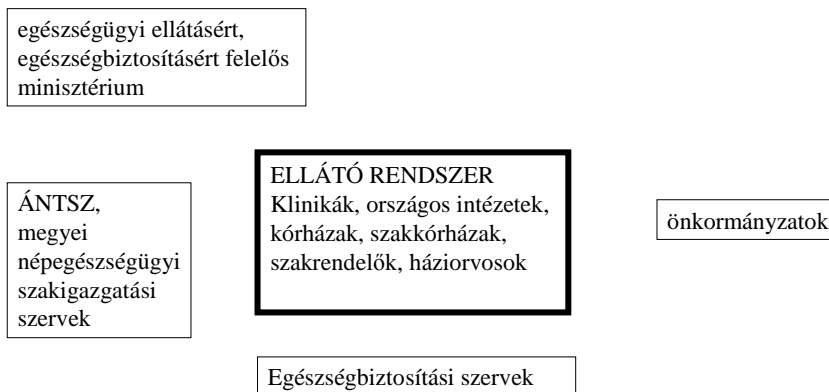 egészségügyi ellátásért,
egészségbiztosításért felelős
minisztérium
ÁNTSZ,
megyei
népegészségügyi
szakigazgatási
szervek
ELLÁTÓ RENDSZER
Klinikák, országos intézetek,
kórházak, szakkórházak,
szakrendelők, háziorvosok
önkormányzatok
Egészségbiztosítási szervek